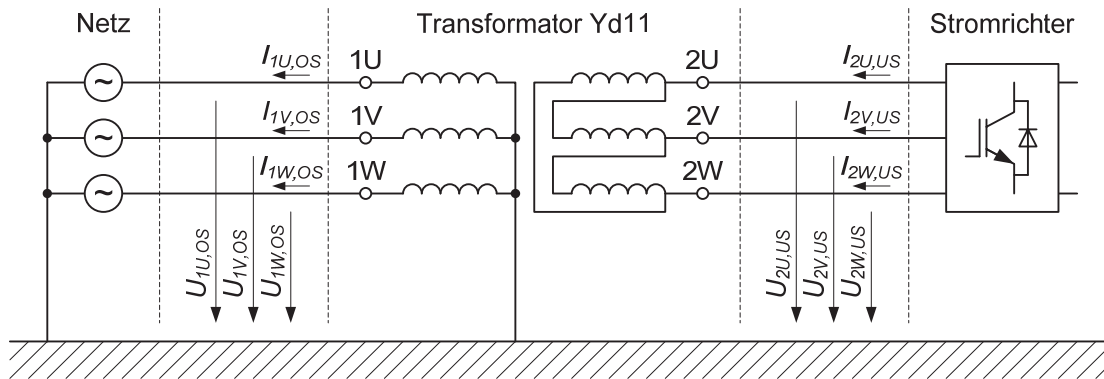 Netz
Transformator Yd11
Stromrichter
I1U,OS
1U
2U
I2U,US
I1V,OS
1V
2V
I2V,US
I1W,OS
1W
2W
I2W,US
U1U,OS
U1V,OS
U1W,OS
U2U,US
U2V,US
U2W,US
~
~
~